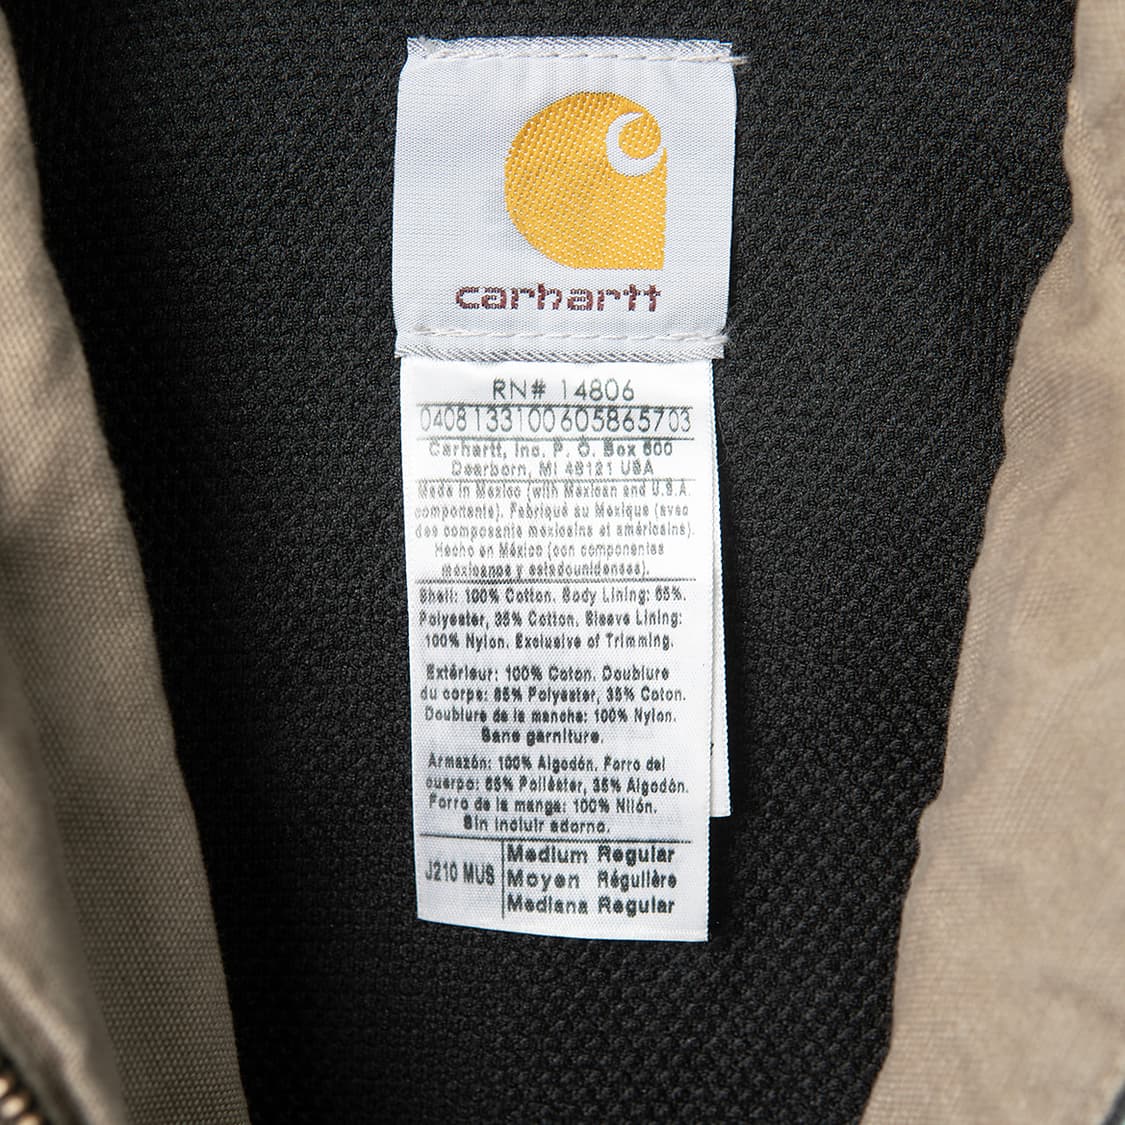 carhartt
RN# 14806
0408133100605865703
Carhartt, Inc. P. O. Box 600
Dearborn, MI 48121 USA
Made in Mexico (with Mexican and U.S.A.
components). Fabriqué au Mexique (avec
des composants mexicains et américains).
Hecho en México (con componentes
mexicanos y estadounidenses).
Shell: 100% Cotton. Body Lining: 65%.
Polyester, 35% Cotton. Sleeve Lining:
100% Nylon. Exclusive of Trimming.
Extérieur: 100% Coton. Doublure
du corps: 65% Polyester, 35% Coton.
Doublure de la manche: 100% Nylon.
Sans garniture.
Armazón: 100% Algodón. Forro del
cuerpo: 65% Poliéster, 35% Algodón.
Forro de la manga: 100% Nilón.
Sin incluir adorno.
J210 MUS
Medium Regular
Moyen Régulière
Mediana Regular